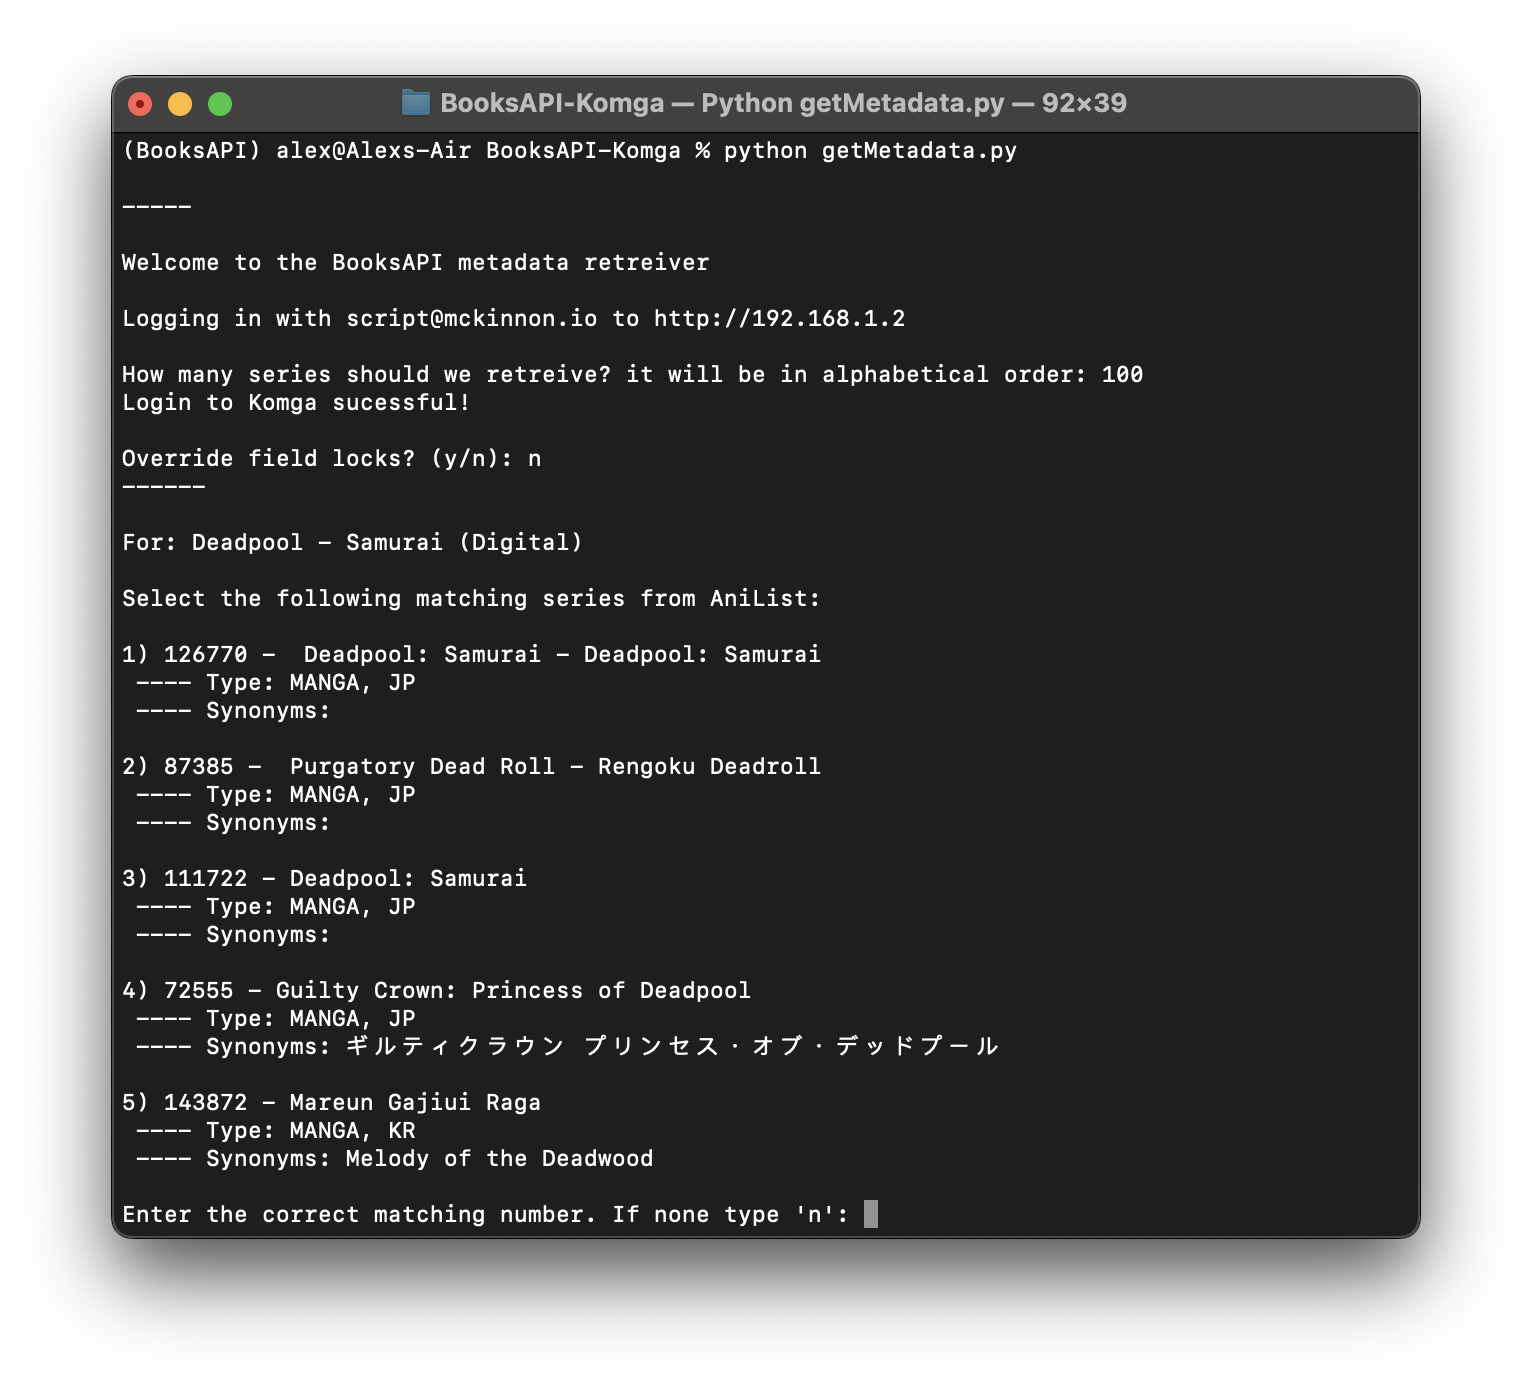 BooksAPI-Komga — Python getMetadata.py — 92×39
(BooksAPI) alex@Alexs-Air BooksAPI-Komga % python getMetadata.py
-----
Welcome to the BooksAPI metadata retreiver
Logging in with script@mckinnon.io to http://192.168.1.2
How many series should we retreive? it will be in alphabetical order: 100
Login to Komga sucessful!
Override field locks? (y/n): n
------
For: Deadpool - Samurai (Digital)
Select the following matching series from AniList:
1) 126770 -  Deadpool: Samurai - Deadpool: Samurai
---- Type: MANGA, JP
---- Synonyms:
2) 87385 -  Purgatory Dead Roll - Rengoku Deadroll
---- Type: MANGA, JP
---- Synonyms:
3) 111722 - Deadpool: Samurai
---- Type: MANGA, JP
---- Synonyms:
4) 72555 - Guilty Crown: Princess of Deadpool
---- Type: MANGA, JP
---- Synonyms: ギルティクラウン プリンセス・オブ・デッドプール
5) 143872 - Mareun Gajiui Raga
---- Type: MANGA, KR
---- Synonyms: Melody of the Deadwood
Enter the correct matching number. If none type 'n':